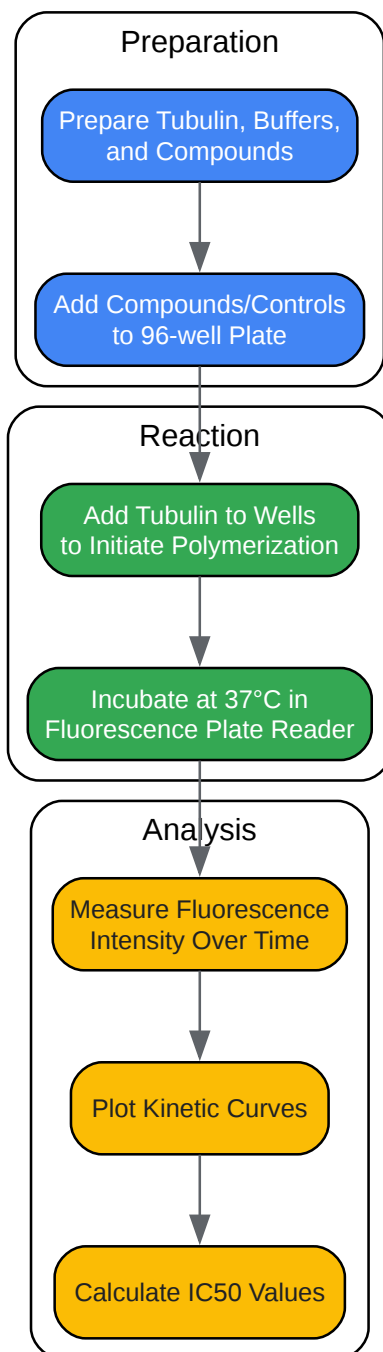 Preparation
Prepare Tubulin, Buffers,
and Compounds
Add Compounds/Controls
to 96-well Plate
Reaction
Add Tubulin to Wells
to Initiate Polymerization
Incubate at 37°C in
Fluorescence Plate Reader
Analysis
Measure Fluorescence
Intensity Over Time
Plot Kinetic Curves
Calculate IC50 Values